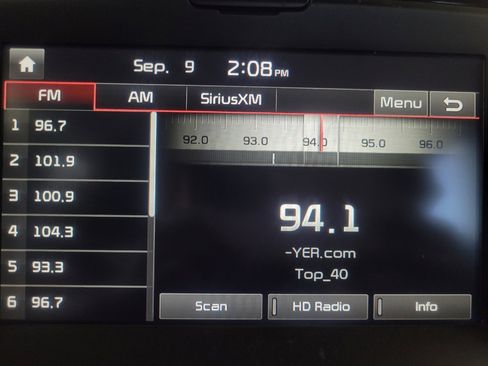 Sep. 9 2:08 PM
FM AM SiriusXM Menu
1 96.7
2 101.9
3 100.9
4 104.3
5 93.3
6 96.7
92.0 93.0 94.0 95.0 96.0
94.1
-YER.com
Top_40
Scan HD Radio Info